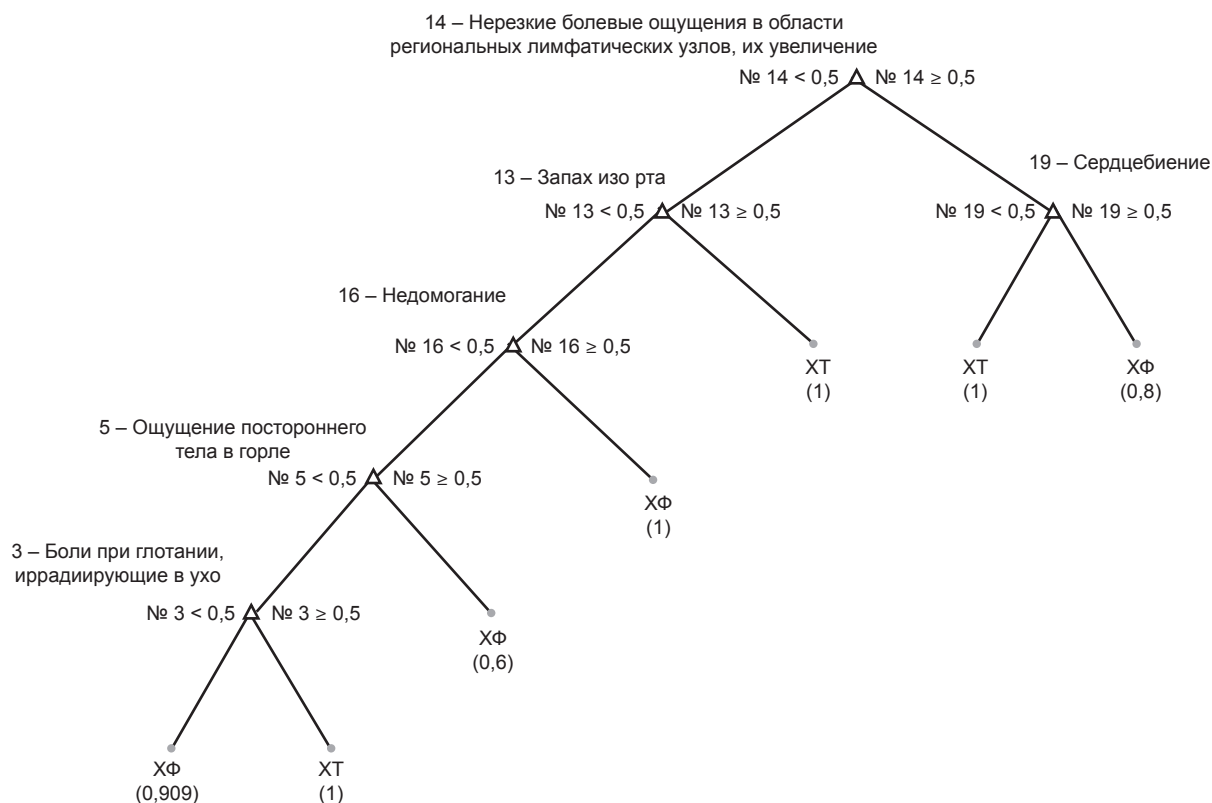 14 – Нерезкие болевые ощущения в области
региональных лимфатических узлов, их увеличение
№ 14 < 0,5
№ 14 ≥ 0,5
19 – Сердцебиение
13 – Запах изо рта
№ 13 < 0,5
№ 13 ≥ 0,5
№ 19 < 0,5
№ 19 ≥ 0,5
16 – Недомогание
№ 16 < 0,5
№ 16 ≥ 0,5
ХТ
(1)
ХТ
(1)
ХФ
(0,8)
5 – Ощущение постороннего
тела в горле
№ 5 < 0,5
№ 5 ≥ 0,5
ХФ
(1)
3 – Боли при глотании,
иррадиирующие в ухо
№ 3 < 0,5
№ 3 ≥ 0,5
ХФ
(0,6)
ХФ
(0,909)
ХТ
(1)